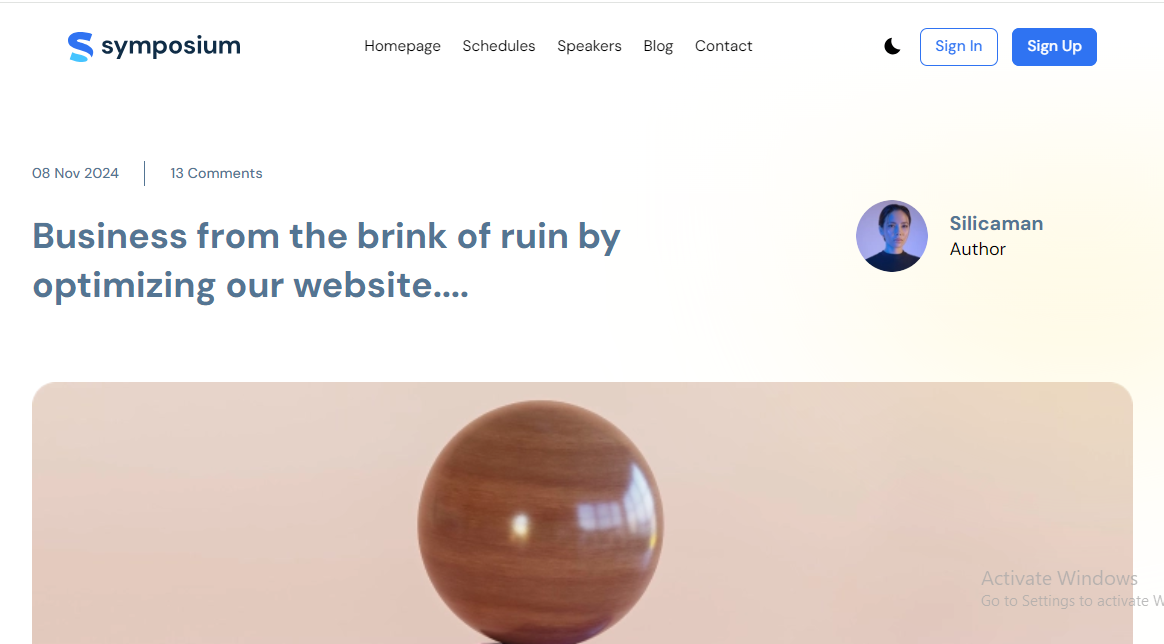 symposium
Homepage Schedules Speakers Blog Contact
Sign In Sign Up
08 Nov 2024 13 Comments
Business from the brink of ruin by
optimizing our website....
Silicaman
Author
Activate Windows
Go to Settings to activate W